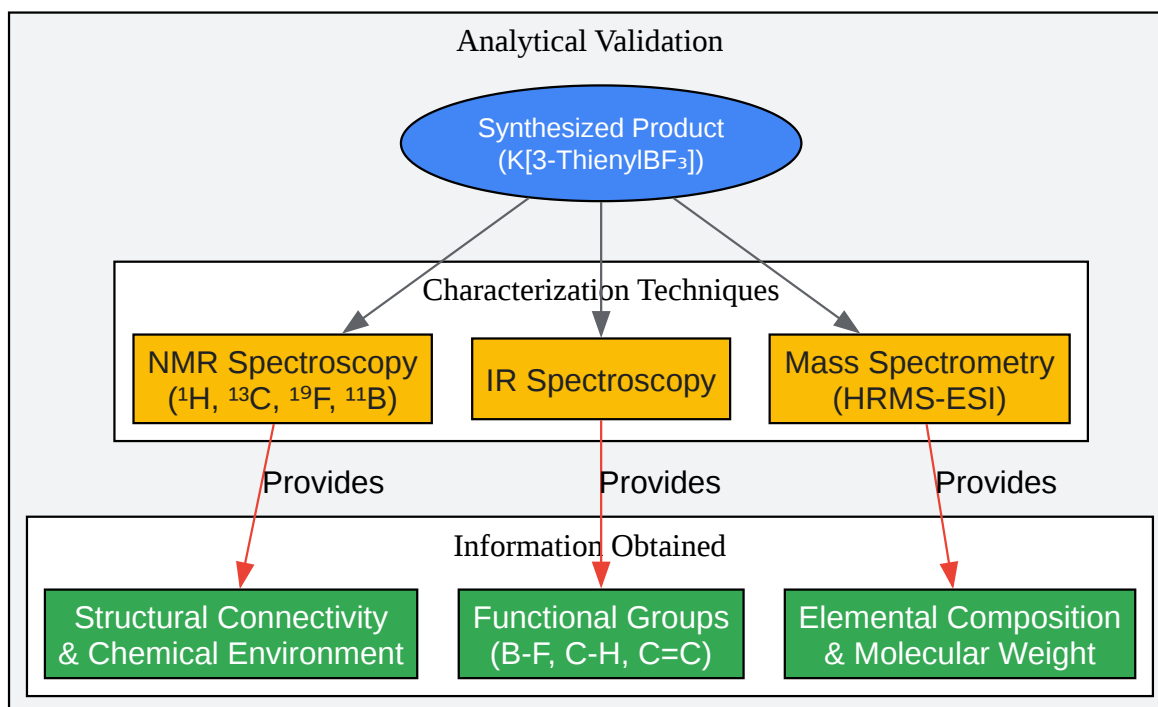 Analytical Validation
Synthesized Product
(K[3-ThienylBF₃])
Characterization Techniques
NMR Spectroscopy
(¹H, ¹³C, ¹⁹F, ¹¹B)
IR Spectroscopy
Mass Spectrometry
(HRMS-ESI)
Provides
Provides
Provides
Information Obtained
Structural Connectivity
& Chemical Environment
Functional Groups
(B-F, C-H, C=C)
Elemental Composition
& Molecular Weight